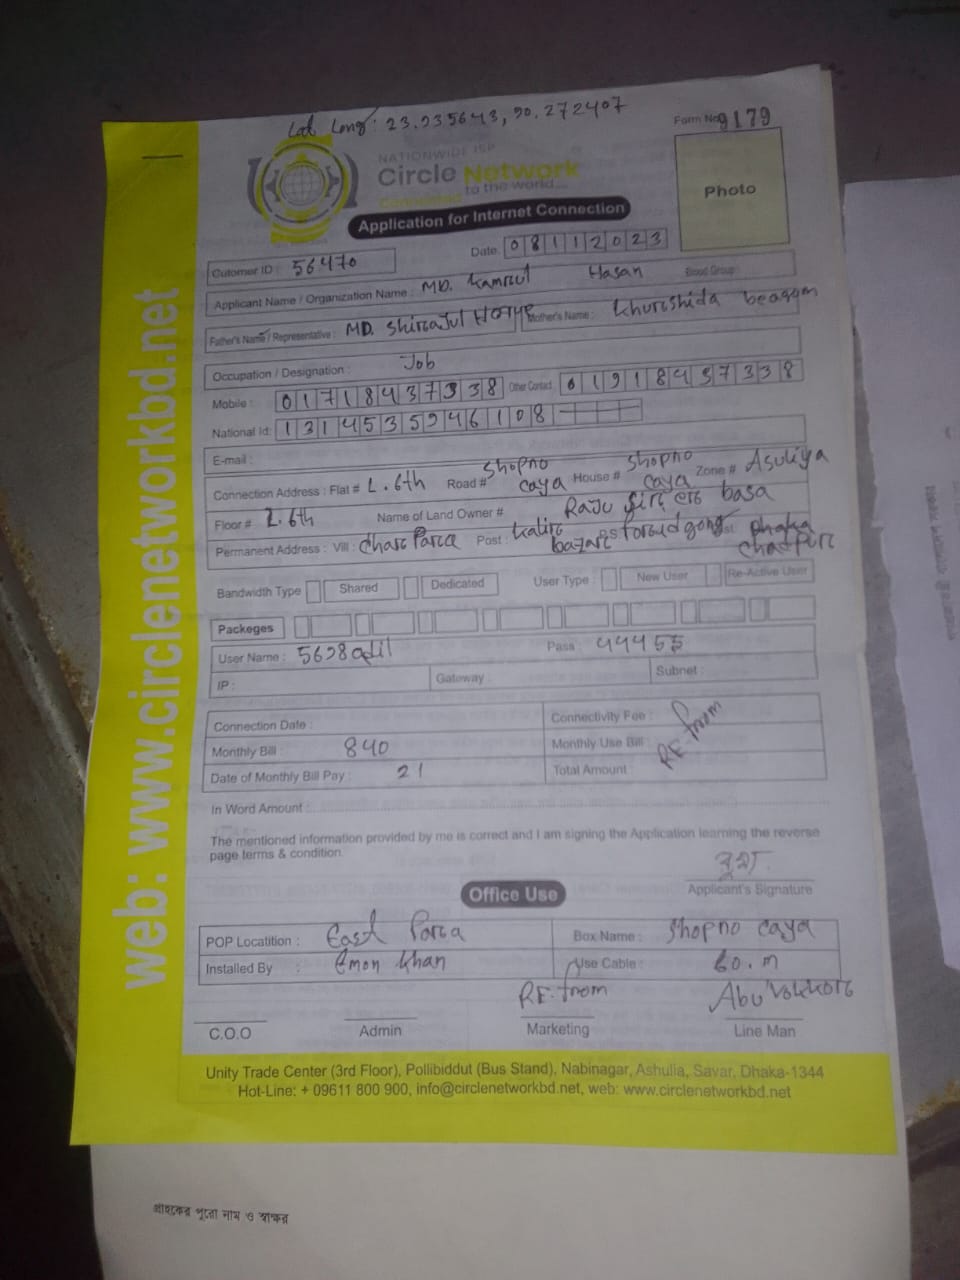 Lat Long: 23.935643, 90.272407
Form No 9179
NATIONWIDE ISP
Circle Network
Connected to the world...
Photo
Application for Internet Connection
Cutomer ID: 56470
Date 08112023
Applicant Name / Organization Name: MD. Kamrul Hasan Blood Group:
Father's Name / Representative: MD. Shirajul Mother's Name: Khurshida beagom
Occupation / Designation: Job
Mobile: 01718437338 Other Contact 01918437338
National Id: 1314535946108
E-mail:
Connection Address: Flat # L. 6th Road # Shopno caya House # Shopno caya Zone # Asuliya
Floor # L. 6th Name of Land Owner # Raju basa
Permanent Address: Vill: Char Para Post: Kalir bazar P.S Foridgong Dist: Dhaka Chadpur
Bandwidth Type Shared Dedicated User Type: New User Re-Active User
Packeges
User Name: 5698adil Pass: 44455
IP: Gateway: Subnet:
Connection Date: Connectivity Fee:
Monthly Bill: 840 Monthly Use Bill: RE. from
Date of Monthly Bill Pay: 21 Total Amount:
In Word Amount:
The mentioned information provided by me is correct and I am signing the Application learning the reverse
page terms & condition.
Applicant's Signature
Office Use
POP Locatition: East Para Box Name: Shopno caya
Installed By: Emon Khan Use Cable: 60.m
RE. from
C.O.O Admin Marketing Line Man
Unity Trade Center (3rd Floor), Pollibiddut (Bus Stand), Nabinagar, Ashulia, Savar, Dhaka-1344
Hot-Line: + 09611 800 900, info@circlenetworkbd.net, web: www.circlenetworkbd.net
web: www.circlenetworkbd.net
গ্রাহকের পুরো নাম ও স্বাক্ষর